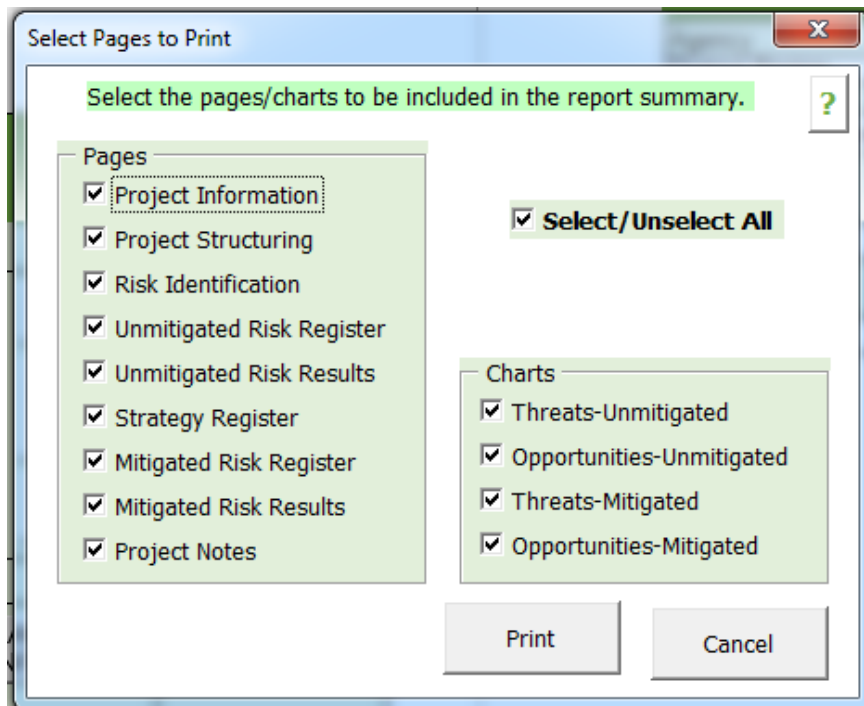 Select Pages to Print
X
Select the pages/charts to be included in the report summary.
?
Pages
Project Information
Project Structuring
Risk Identification
Unmitigated Risk Register
Unmitigated Risk Results
Strategy Register
Mitigated Risk Register
Mitigated Risk Results
Project Notes
Select/Unselect All
Charts
Threats-Unmitigated
Opportunities-Unmitigated
Threats-Mitigated
Opportunities-Mitigated
Print
Cancel